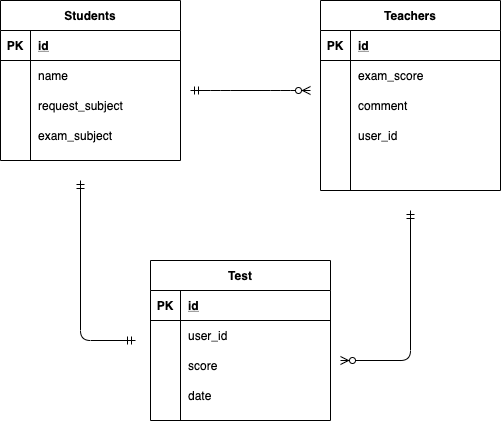 Students
PK id
name
request_subject
exam_subject
Teachers
PK id
exam_score
comment
user_id
Test
PK id
user_id
score
date